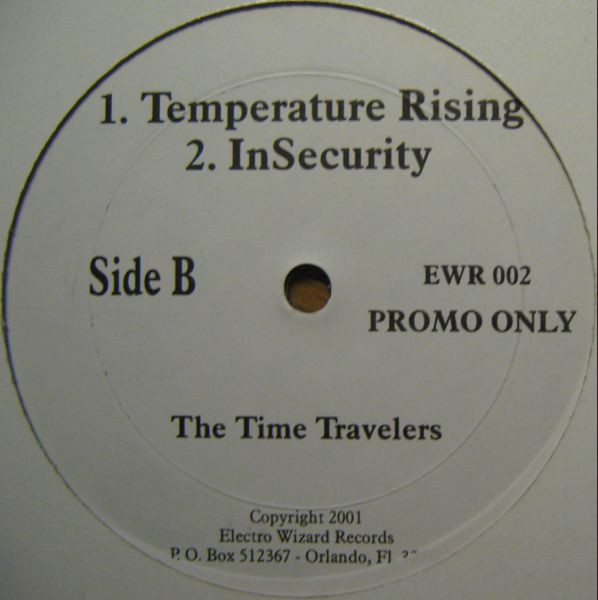 1. Temperature Rising
2. InSecurity
Side B
EWR 002
PROMO ONLY
The Time Travelers
Copyright 2001
Electro Wizard Records
P. O. Box 512367 - Orlando, Fl